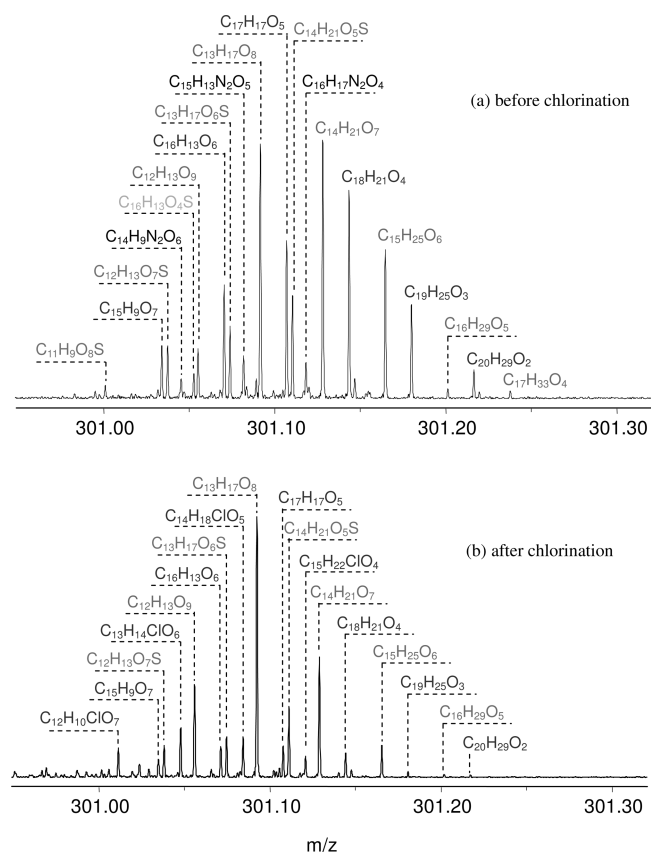 C17H17O5
C14H21O5S
C13H17O8
C15H13N2O5
C16H17N2O4
(a) before chlorination
C13H17O6S
C14H21O7
C16H13O6
C12H13O9
C18H21O4
C16H13O4S
C14H9N2O6
C15H25O6
C12H13O7S
C19H25O3
C15H9O7
C16H29O5
C11H9O8S
C20H29O2
C17H33O4
301.00 301.10 301.20 301.30
C13H17O8
C17H17O5
C14H18ClO5
C14H21O5S
C13H17O6S
(b) after chlorination
C15H22ClO4
C16H13O6
C14H21O7
C12H13O9
C18H21O4
C13H14ClO6
C15H25O6
C12H13O7S
C19H25O3
C15H9O7
C16H29O5
C12H10ClO7
C20H29O2
301.00 301.10 301.20 301.30
m/z